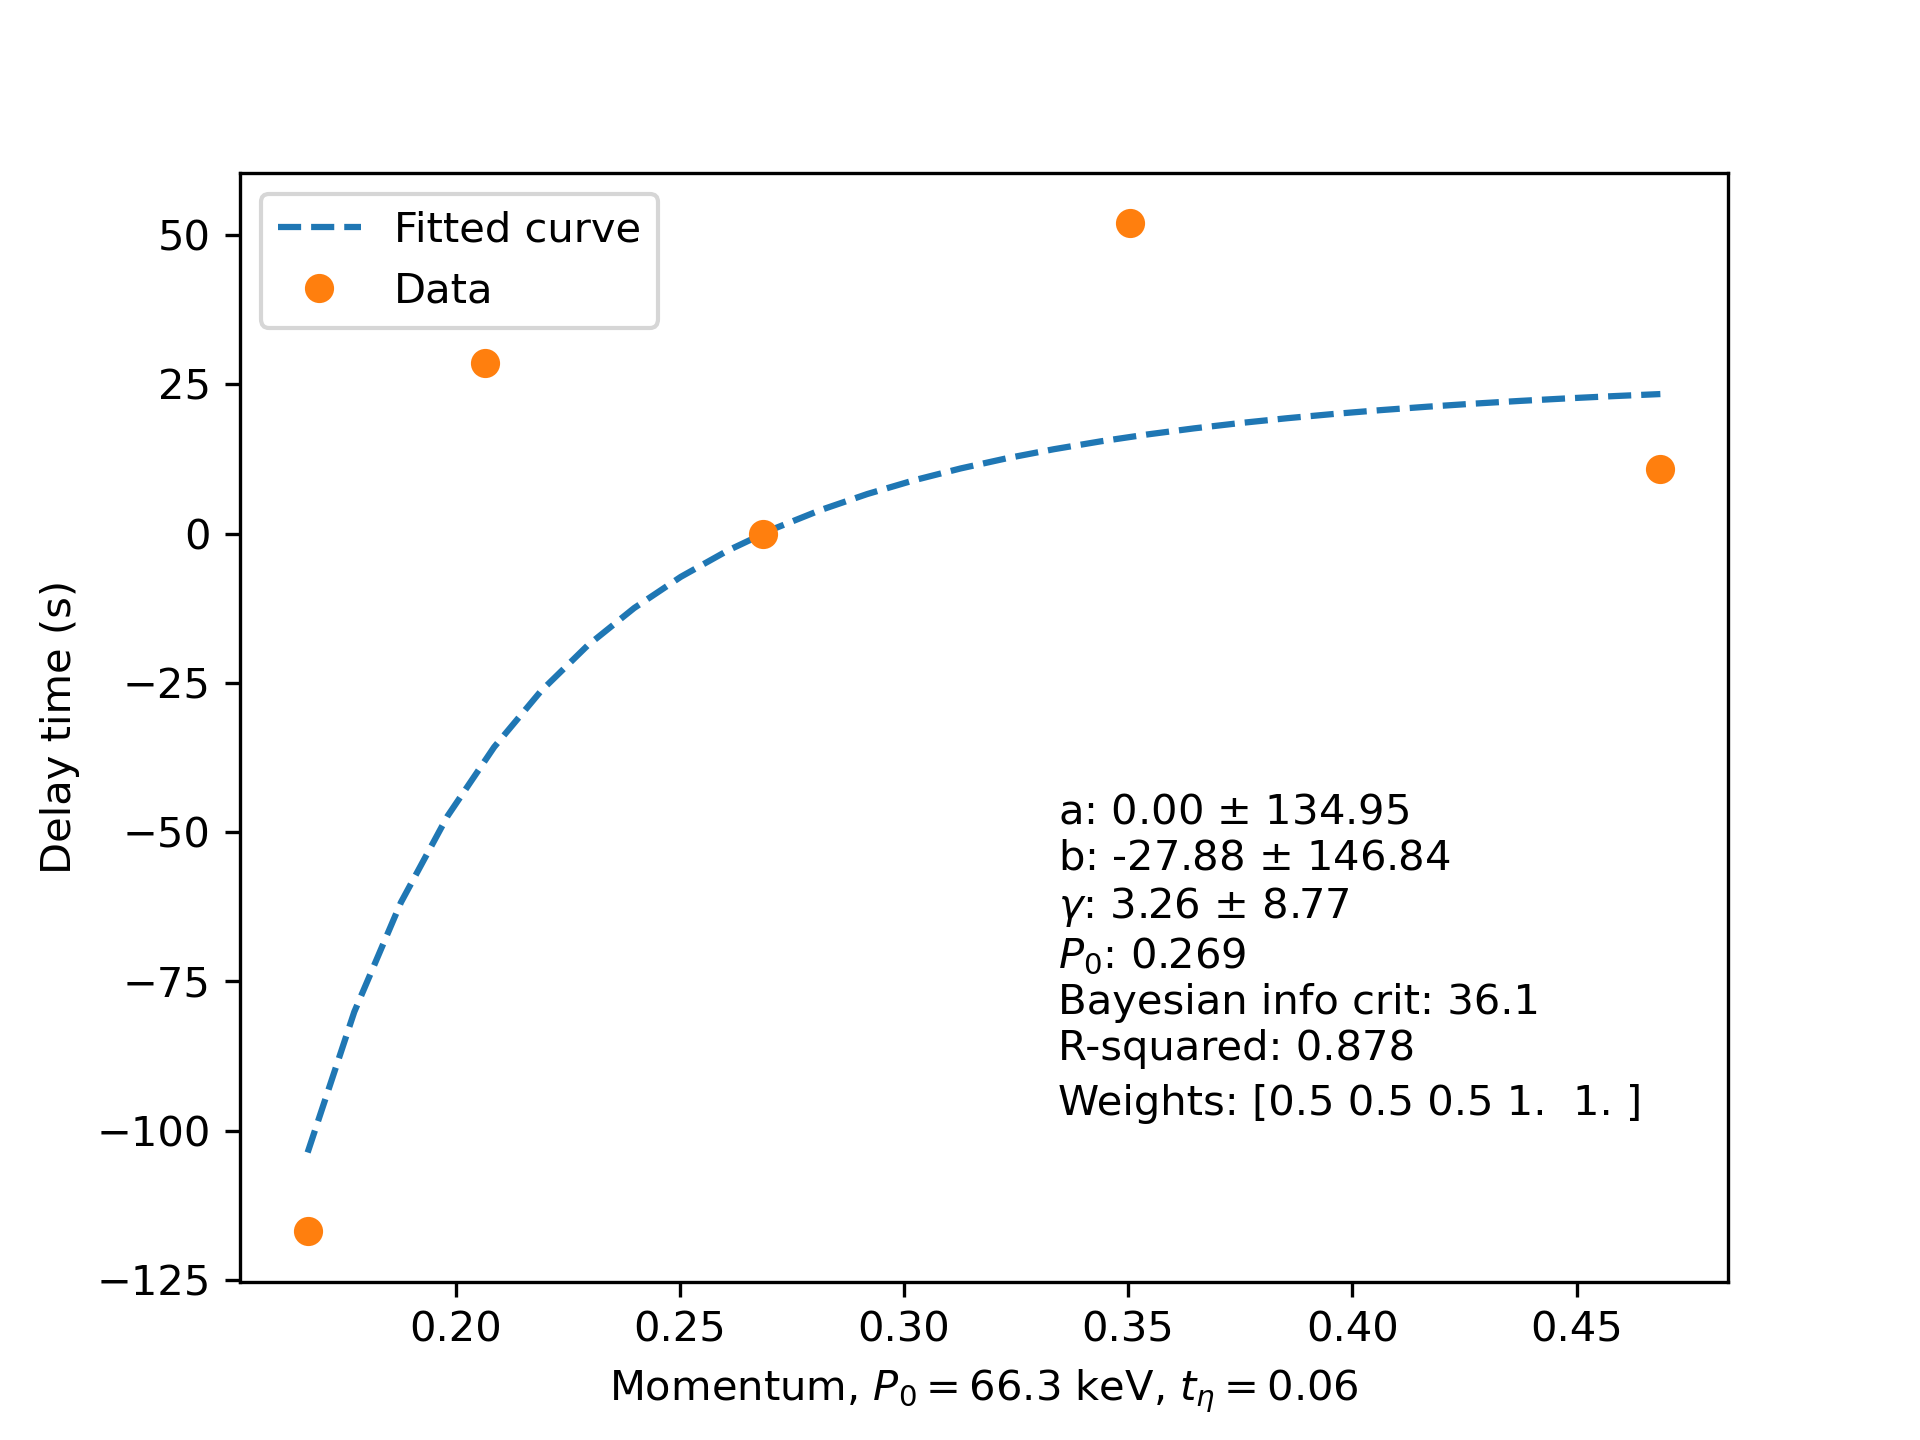 Fitted curve
Data
50
25
0
−25
−50
−75
−100
−125
Delay time (s)
a: 0.00 ± 134.95
b: -27.88 ± 146.84
γ: 3.26 ± 8.77
P₀: 0.269
Bayesian info crit: 36.1
R-squared: 0.878
Weights: [0.5 0.5 0.5 1.  1. ]
0.20 0.25 0.30 0.35 0.40 0.45
Momentum, P₀ = 66.3 keV, t_η = 0.06